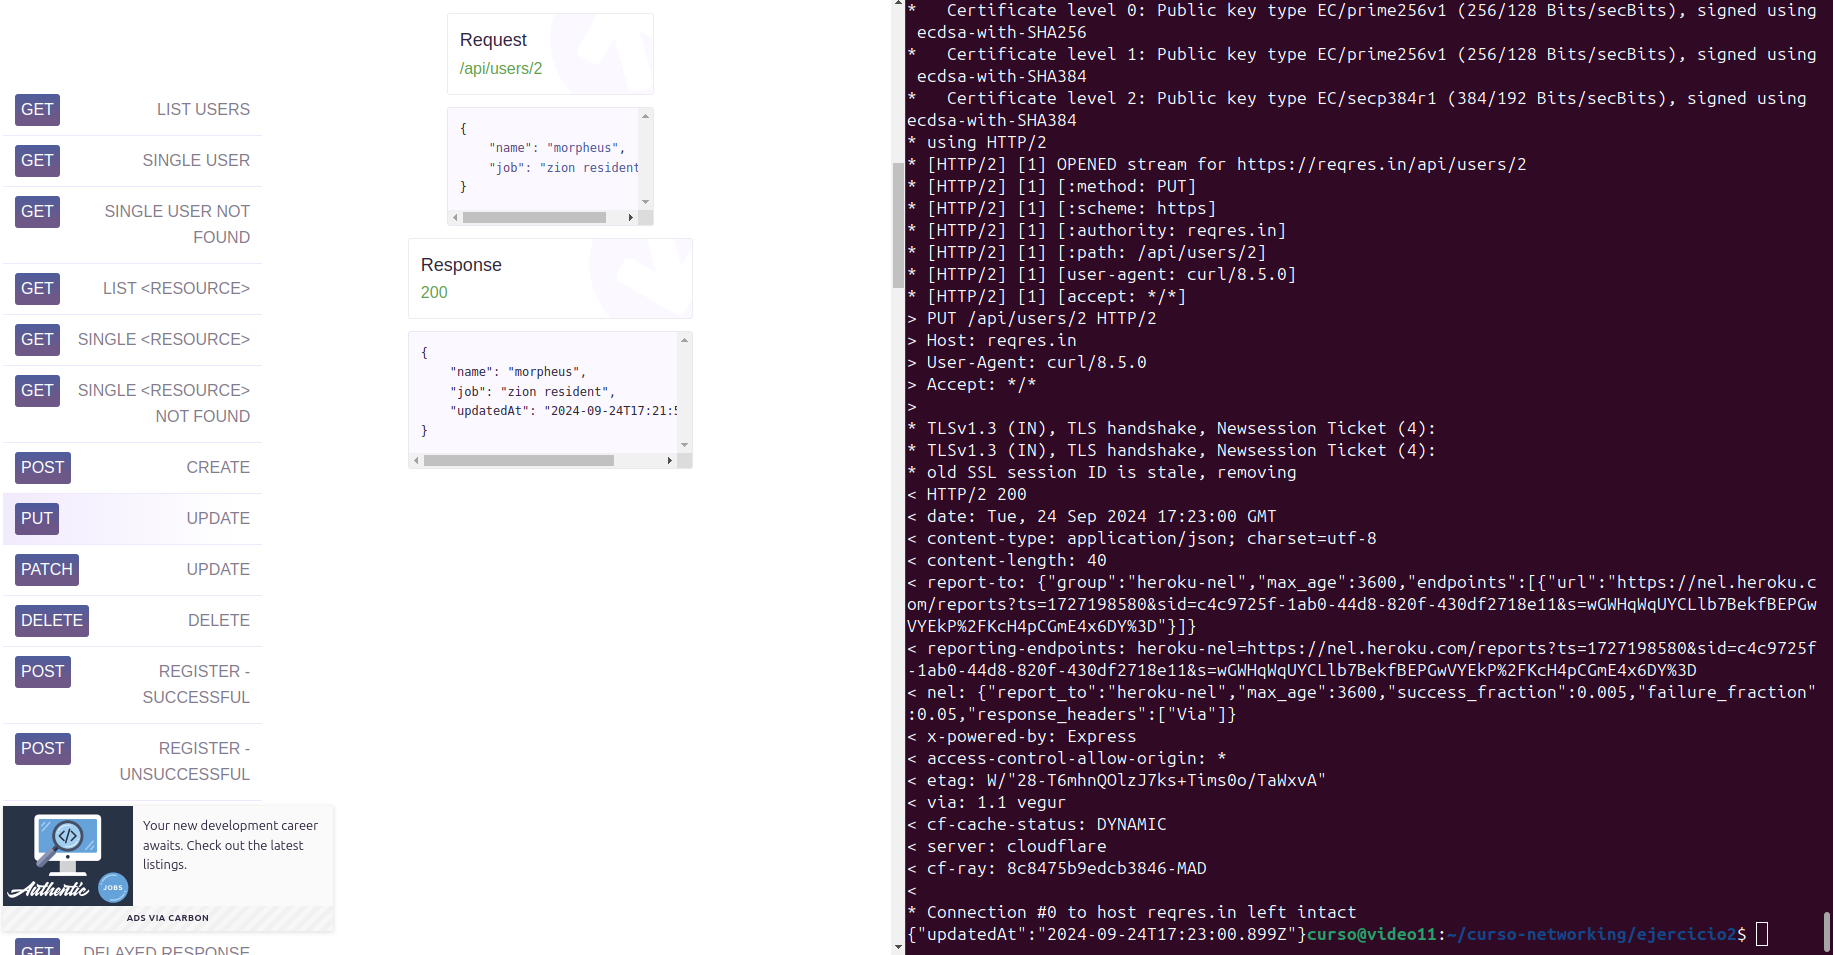 GET LIST USERS
GET SINGLE USER
GET SINGLE USER NOT
FOUND
GET LIST <RESOURCE>
GET SINGLE <RESOURCE>
GET SINGLE <RESOURCE>
NOT FOUND
POST CREATE
PUT UPDATE
PATCH UPDATE
DELETE DELETE
POST REGISTER -
SUCCESSFUL
POST REGISTER -
UNSUCCESSFUL
Authentic
JOBS
Your new development career
awaits. Check out the latest
listings.
ADS VIA CARBON
GET DELAYED RESPONSE
Request
/api/users/2
{
"name": "morpheus",
"job": "zion resident
}
Response
200
{
"name": "morpheus",
"job": "zion resident",
"updatedAt": "2024-09-24T17:21:5
}
* Certificate level 0: Public key type EC/prime256v1 (256/128 Bits/secBits), signed using
ecdsa-with-SHA256
* Certificate level 1: Public key type EC/prime256v1 (256/128 Bits/secBits), signed using
ecdsa-with-SHA384
* Certificate level 2: Public key type EC/secp384r1 (384/192 Bits/secBits), signed using
ecdsa-with-SHA384
* using HTTP/2
* [HTTP/2] [1] OPENED stream for https://reqres.in/api/users/2
* [HTTP/2] [1] [:method: PUT]
* [HTTP/2] [1] [:scheme: https]
* [HTTP/2] [1] [:authority: reqres.in]
* [HTTP/2] [1] [:path: /api/users/2]
* [HTTP/2] [1] [user-agent: curl/8.5.0]
* [HTTP/2] [1] [accept: */*]
> PUT /api/users/2 HTTP/2
> Host: reqres.in
> User-Agent: curl/8.5.0
> Accept: */*
>
* TLSv1.3 (IN), TLS handshake, Newsession Ticket (4):
* TLSv1.3 (IN), TLS handshake, Newsession Ticket (4):
* old SSL session ID is stale, removing
< HTTP/2 200
< date: Tue, 24 Sep 2024 17:23:00 GMT
< content-type: application/json; charset=utf-8
< content-length: 40
< report-to: {"group":"heroku-nel","max_age":3600,"endpoints":[{"url":"https://nel.heroku.c
om/reports?ts=1727198580&sid=c4c9725f-1ab0-44d8-820f-430df2718e11&s=wGWHqWqUYCLlb7BekfBEPGw
VYEkP%2FKcH4pCGmE4x6DY%3D"}]}
< reporting-endpoints: heroku-nel=https://nel.heroku.com/reports?ts=1727198580&sid=c4c9725f
-1ab0-44d8-820f-430df2718e11&s=wGWHqWqUYCLlb7BekfBEPGwVYEkP%2FKcH4pCGmE4x6DY%3D
< nel: {"report_to":"heroku-nel","max_age":3600,"success_fraction":0.005,"failure_fraction"
:0.05,"response_headers":["Via"]}
< x-powered-by: Express
< access-control-allow-origin: *
< etag: W/"28-T6mhnQOlzJ7ks+Tims0o/TaWxvA"
< via: 1.1 vegur
< cf-cache-status: DYNAMIC
< server: cloudflare
< cf-ray: 8c8475b9edcb3846-MAD
<
* Connection #0 to host reqres.in left intact
{"updatedAt":"2024-09-24T17:23:00.899Z"}curso@video11:~/curso-networking/ejercicio2$